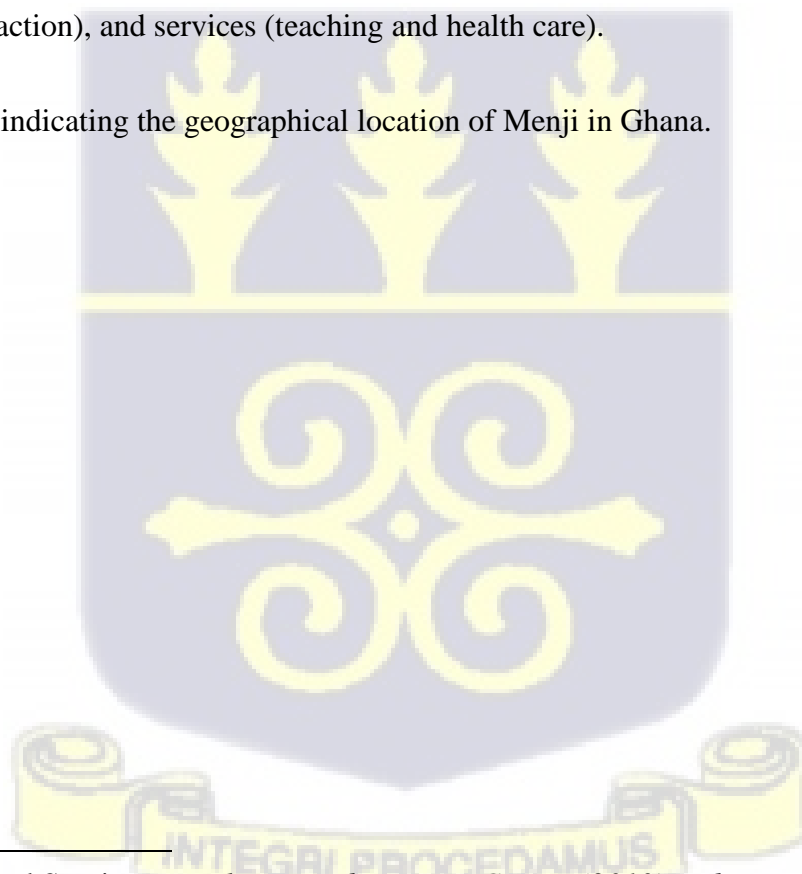 action), and services (teaching and health care).
indicating the geographical location of Menji in Ghana.
INTEGRI PROCEDAMUS